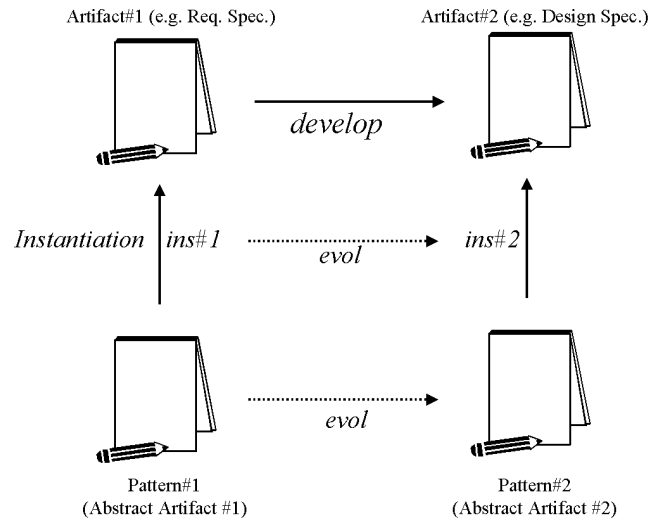 Artifact#1 (e.g. Req. Spec.)
Artifact#2 (e.g. Design Spec.)
develop
Instantiation
ins#1
evol
ins#2
evol
Pattern#1
(Abstract Artifact #1)
Pattern#2
(Abstract Artifact #2)